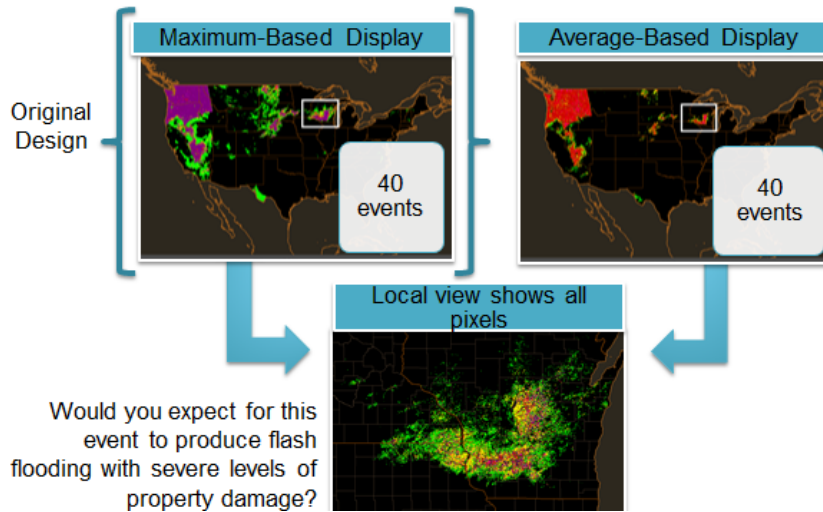 Maximum-Based Display
Average-Based Display
Original
Design
40
events
40
events
Local view shows all
pixels
Would you expect for this
event to produce flash
flooding with severe levels of
property damage?